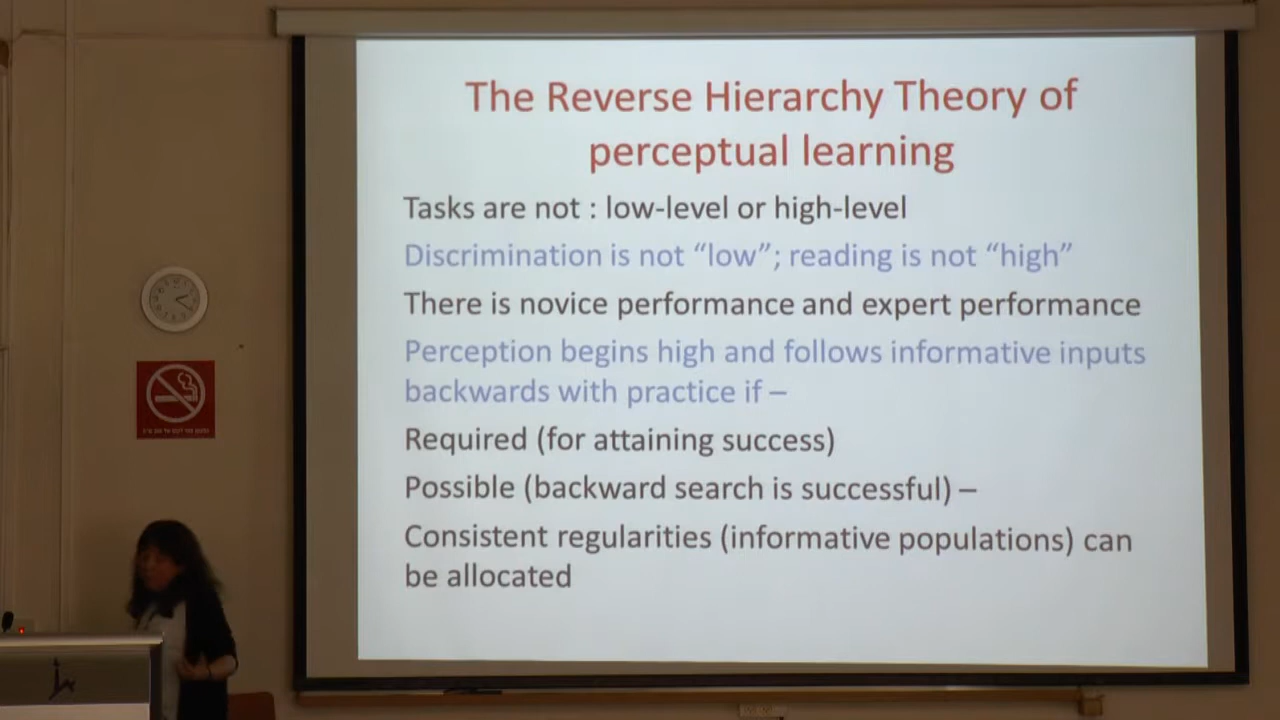 The Reverse Hierarchy Theory of
perceptual learning
Tasks are not : low-level or high-level
Discrimination is not “low”; reading is not “high”
There is novice performance and expert performance
Perception begins high and follows informative inputs
backwards with practice if –
Required (for attaining success)
Possible (backward search is successful) –
Consistent regularities (informative populations) can
be allocated